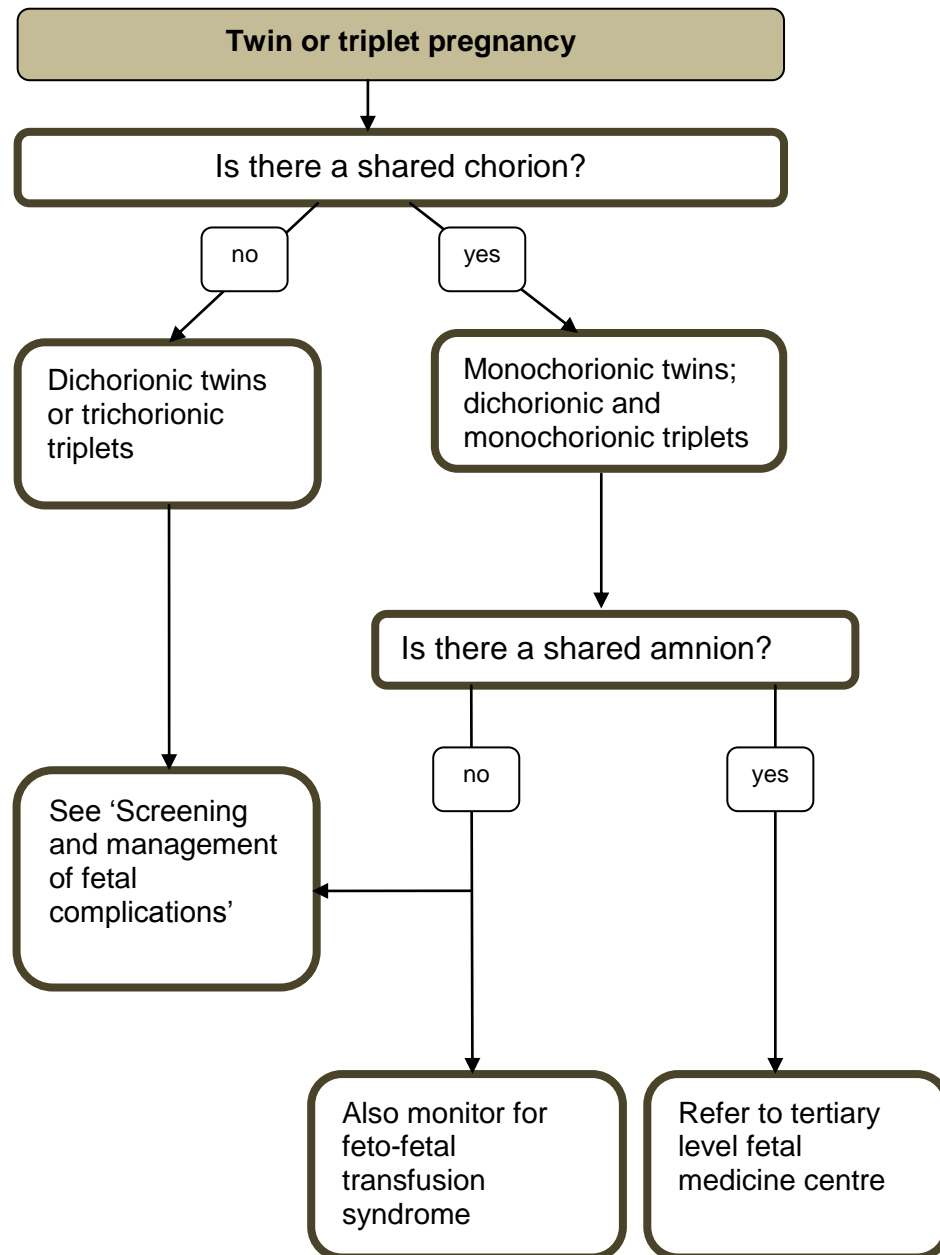 Twin or triplet pregnancy
Is there a shared chorion?
no
yes
Dichorionic twins
or trichorionic
triplets
Monochorionic twins;
dichorionic and
monochorionic triplets
Is there a shared amnion?
no
yes
See ‘Screening
and management
of fetal
complications’
Also monitor for
feto-fetal
transfusion
syndrome
Refer to tertiary
level fetal
medicine centre